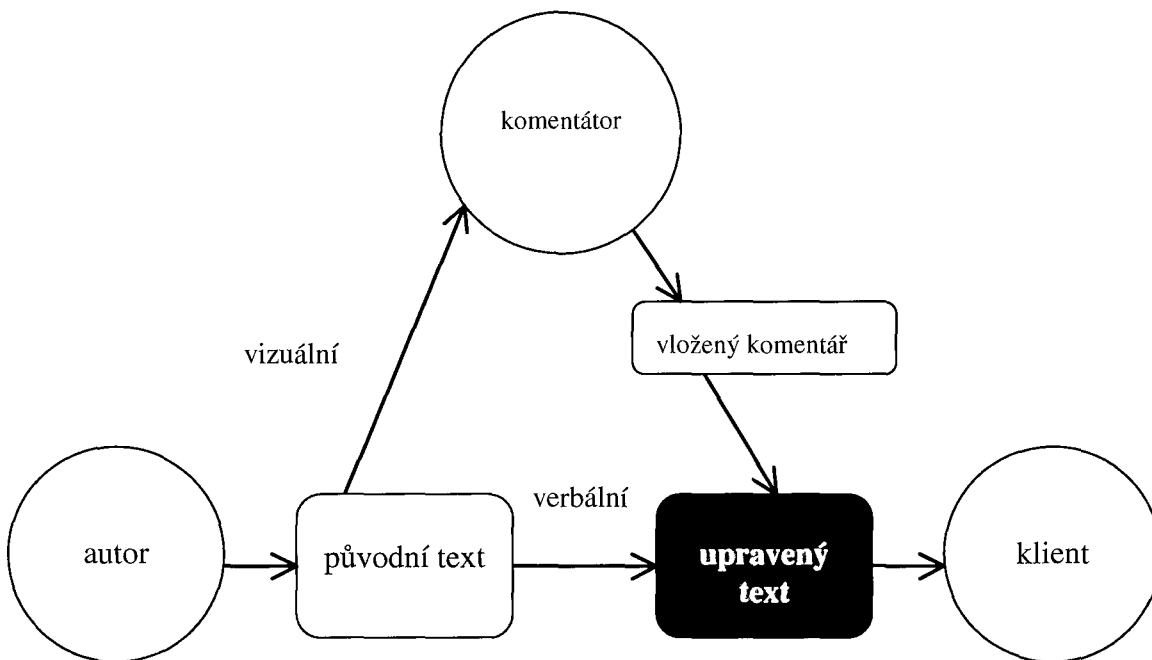 komentátor
vizuální
vložený komentář
verbální
autor
původní text
upravený
text
klient